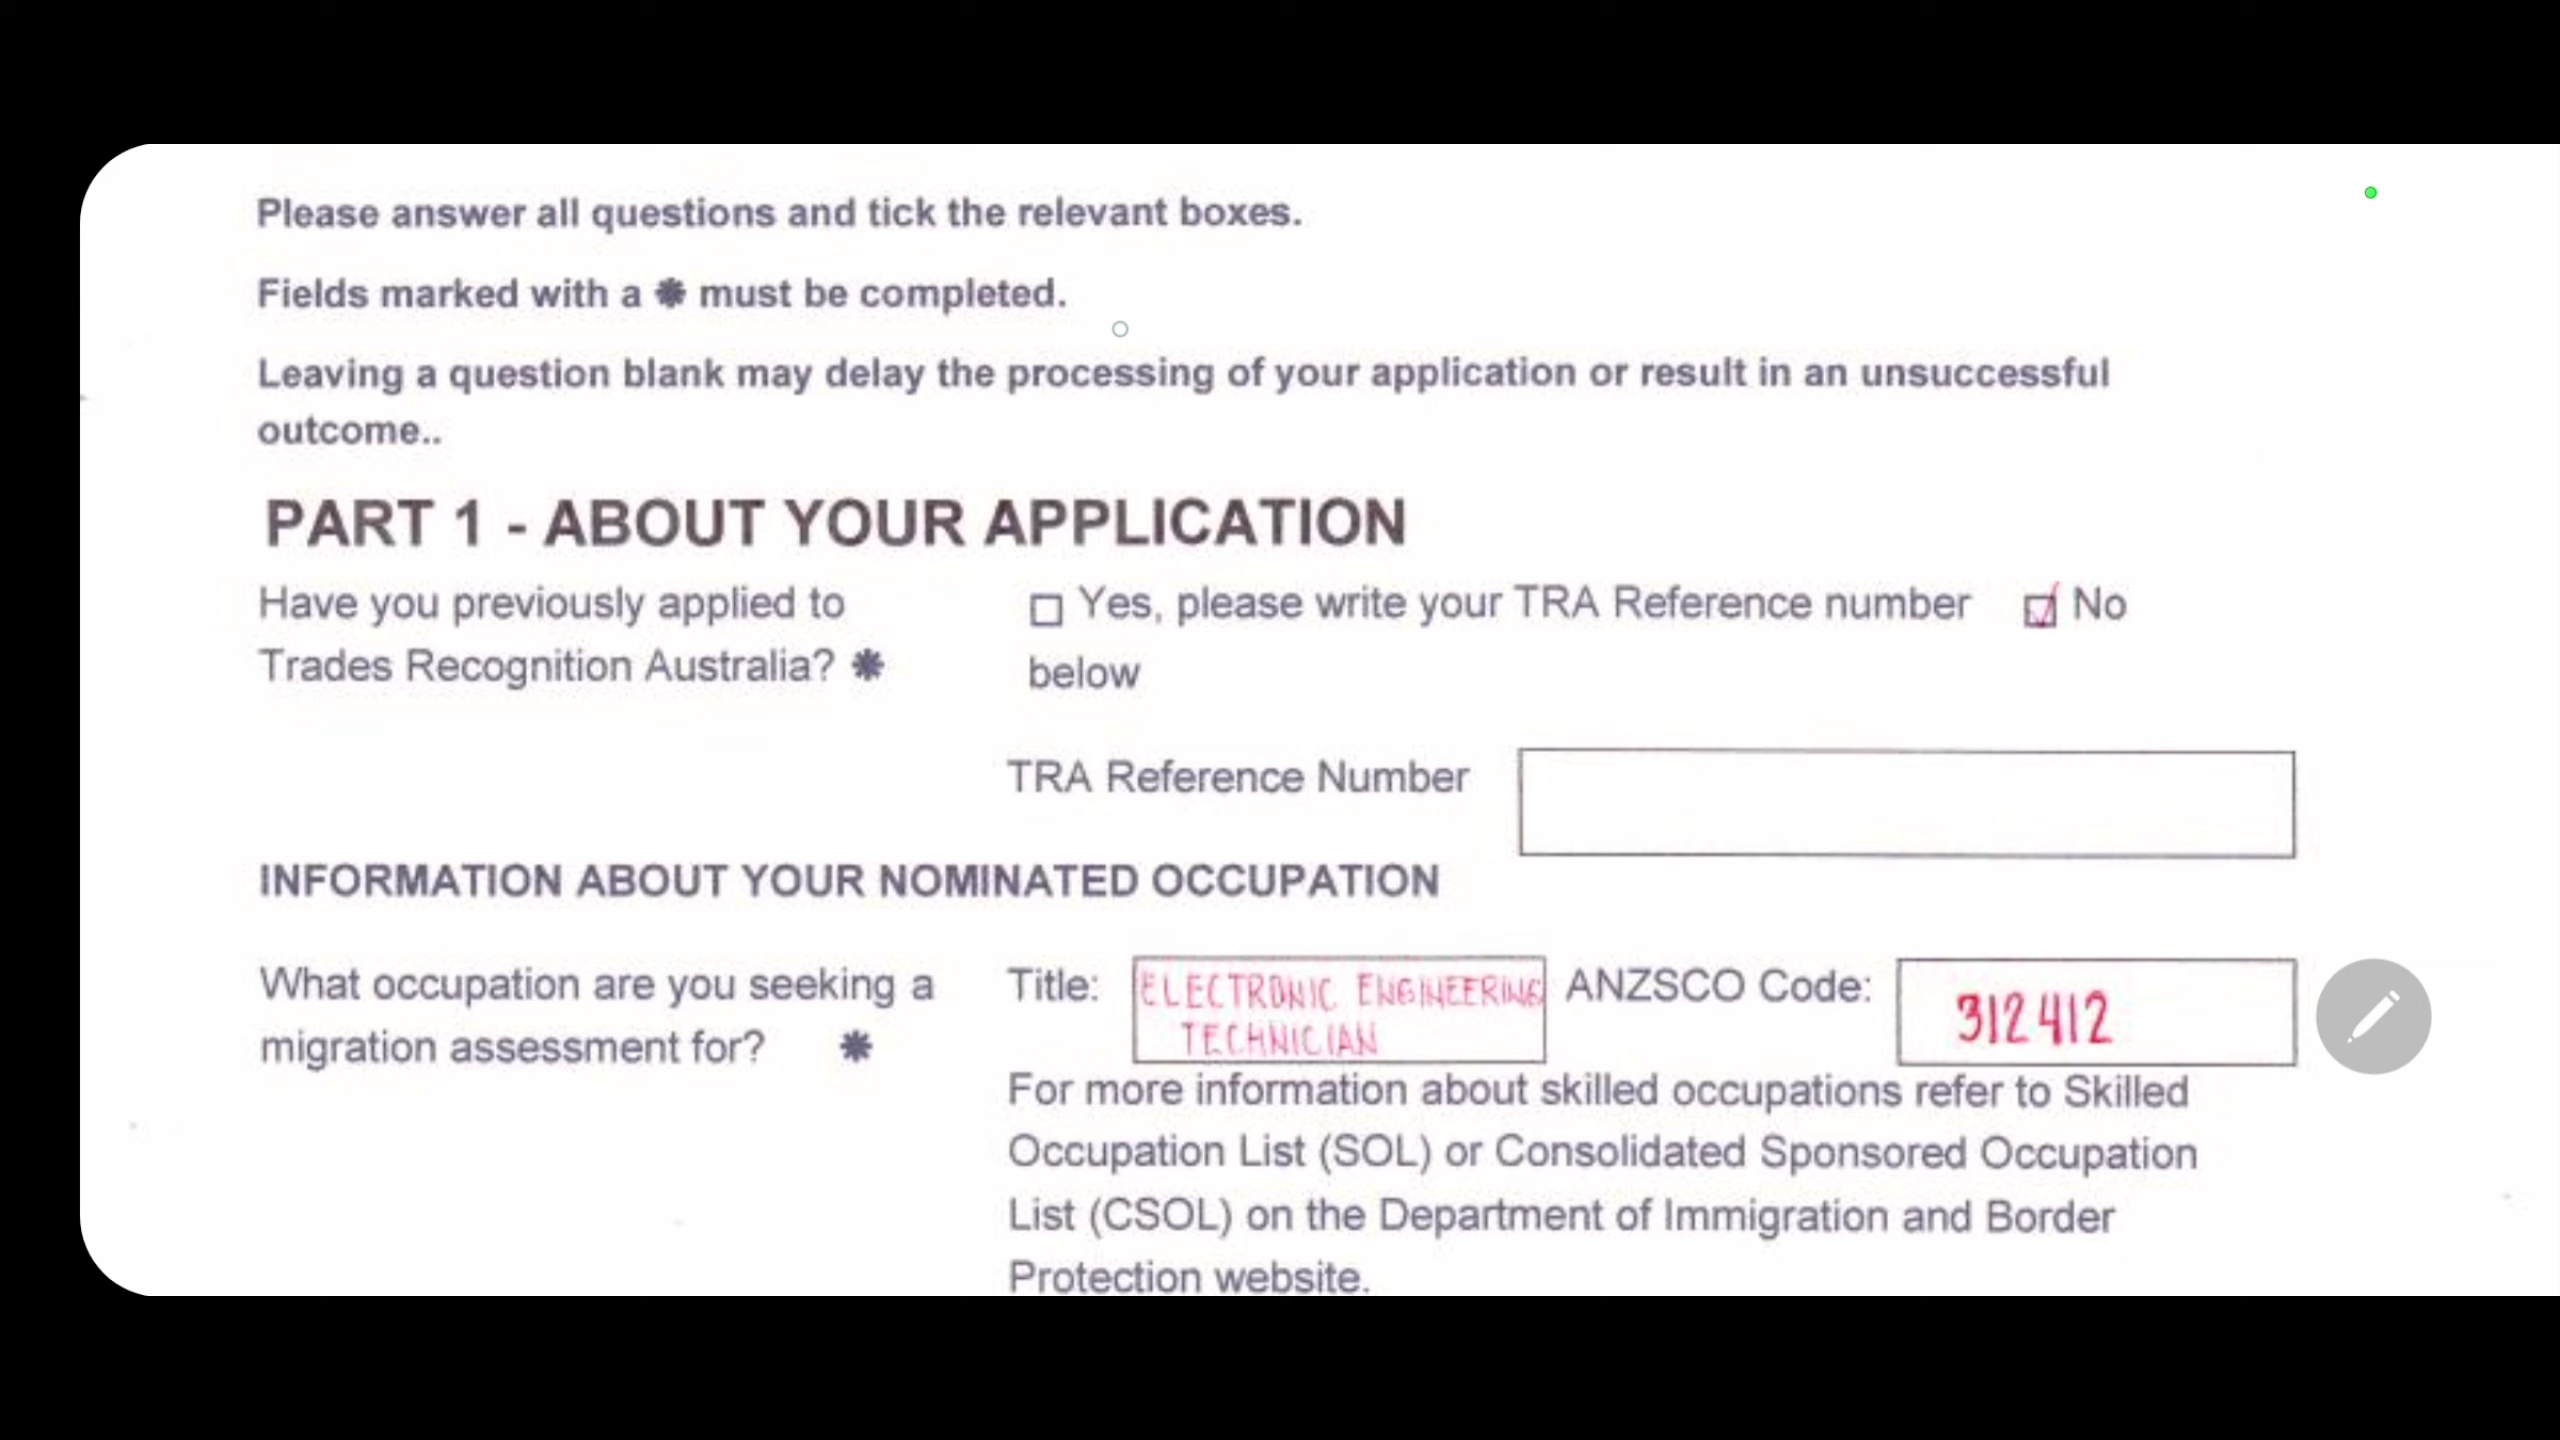 Please answer all questions and tick the relevant boxes.
Fields marked with a ✱ must be completed.
Leaving a question blank may delay the processing of your application or result in an unsuccessful
outcome..
PART 1 - ABOUT YOUR APPLICATION
Have you previously applied to
Trades Recognition Australia? ✱
Yes, please write your TRA Reference number
below
No
TRA Reference Number
INFORMATION ABOUT YOUR NOMINATED OCCUPATION
What occupation are you seeking a
migration assessment for? ✱
Title:
ELECTRONIC ENGINEERING
TECHNICIAN
ANZSCO Code:
312412
For more information about skilled occupations refer to Skilled
Occupation List (SOL) or Consolidated Sponsored Occupation
List (CSOL) on the Department of Immigration and Border
Protection website.